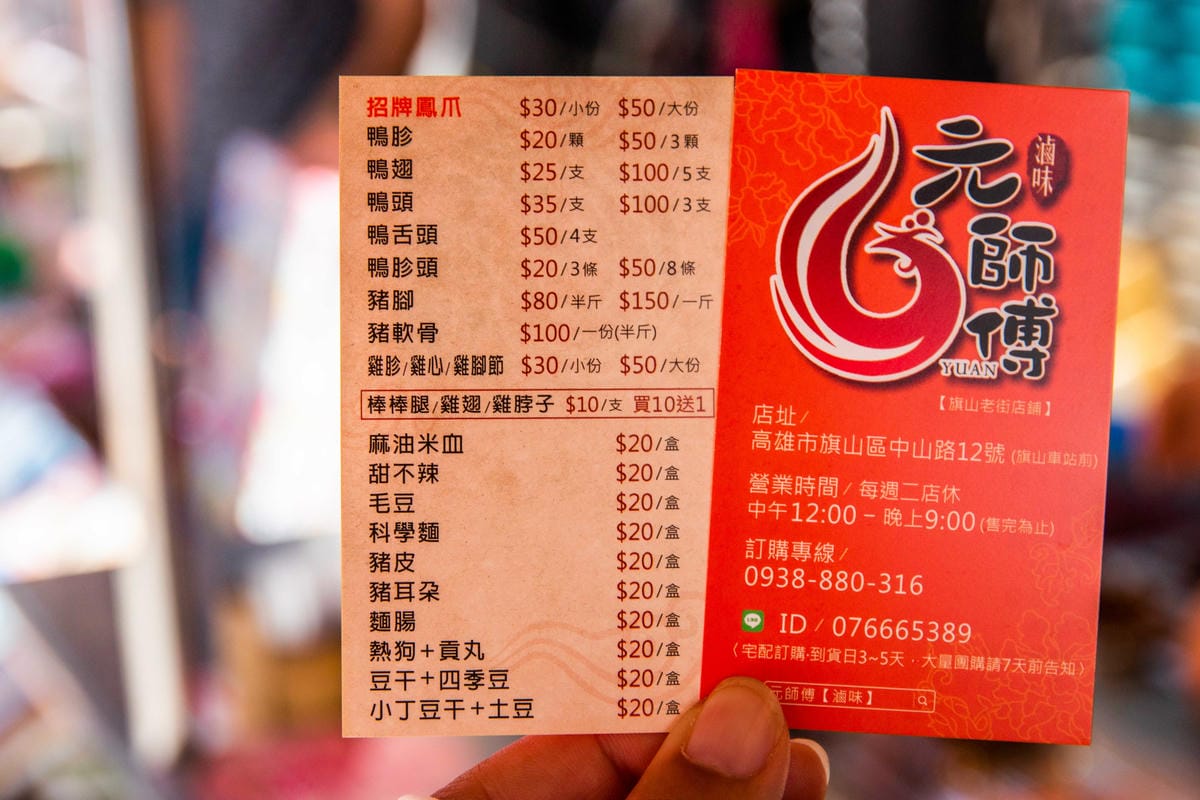 招牌鳳爪 $30/小份 $50/大份
鴨胗 $20/顆 $50/3顆
鴨翅 $25/支 $100/5支
鴨頭 $35/支 $100/3支
鴨舌頭 $50/4支
鴨胗頭 $20/3條 $50/8條
豬腳 $80/半斤 $150/一斤
豬軟骨 $100/一份(半斤)
雞胗/雞心/雞腳節 $30/小份 $50/大份
棒棒腿/雞翅/雞脖子 $10/支 買10送1
麻油米血 $20/盒
甜不辣 $20/盒
毛豆 $20/盒
科學麵 $20/盒
豬皮 $20/盒
豬耳朵 $20/盒
麵腸 $20/盒
熱狗+貢丸 $20/盒
豆干+四季豆 $20/盒
小丁豆干+土豆 $20/盒
元師傅
滷味
YUAN
【旗山老街店鋪】
店址/
高雄市旗山區中山路12號(旗山車站前)
營業時間/每週二店休
中午12:00－晚上9:00(售完為止)
訂購專線/
0938-880-316
LINE ID/076665389
〈宅配訂購·到貨日3~5天··大量團購請7天前告知〉
元師傅【滷味】